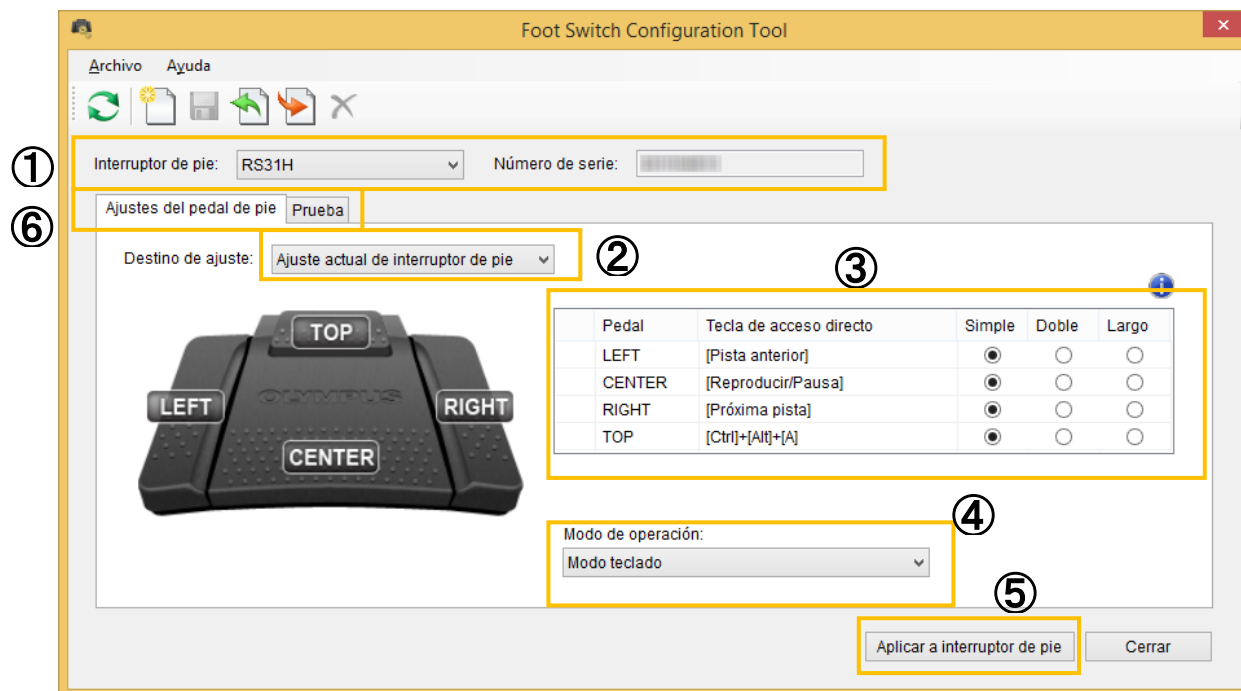 Foot Switch Configuration Tool
Archivo Ayuda
① Interruptor de pie: RS31H Número de serie:
⑥ Ajustes del pedal de pie Prueba
Destino de ajuste: Ajuste actual de interruptor de pie ②
③
Pedal Tecla de acceso directo Simple Doble Largo
LEFT [Pista anterior]
CENTER [Reproducir/Pausa]
RIGHT [Próxima pista]
TOP [Ctrl]+[Alt]+[A]
TOP
OLYMPUS
LEFT RIGHT
CENTER
④
Modo de operación:
Modo teclado
⑤
Aplicar a interruptor de pie Cerrar